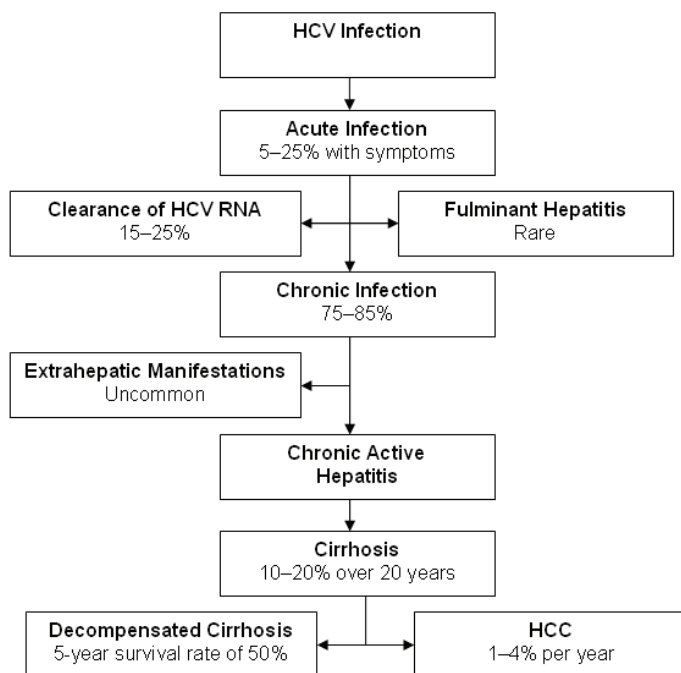 HCV Infection
Acute Infection
5–25% with symptoms
Clearance of HCV RNA
15–25%
Fulminant Hepatitis
Rare
Chronic Infection
75–85%
Extrahepatic Manifestations
Uncommon
Chronic Active
Hepatitis
Cirrhosis
10–20% over 20 years
Decompensated Cirrhosis
5-year survival rate of 50%
HCC
1–4% per year